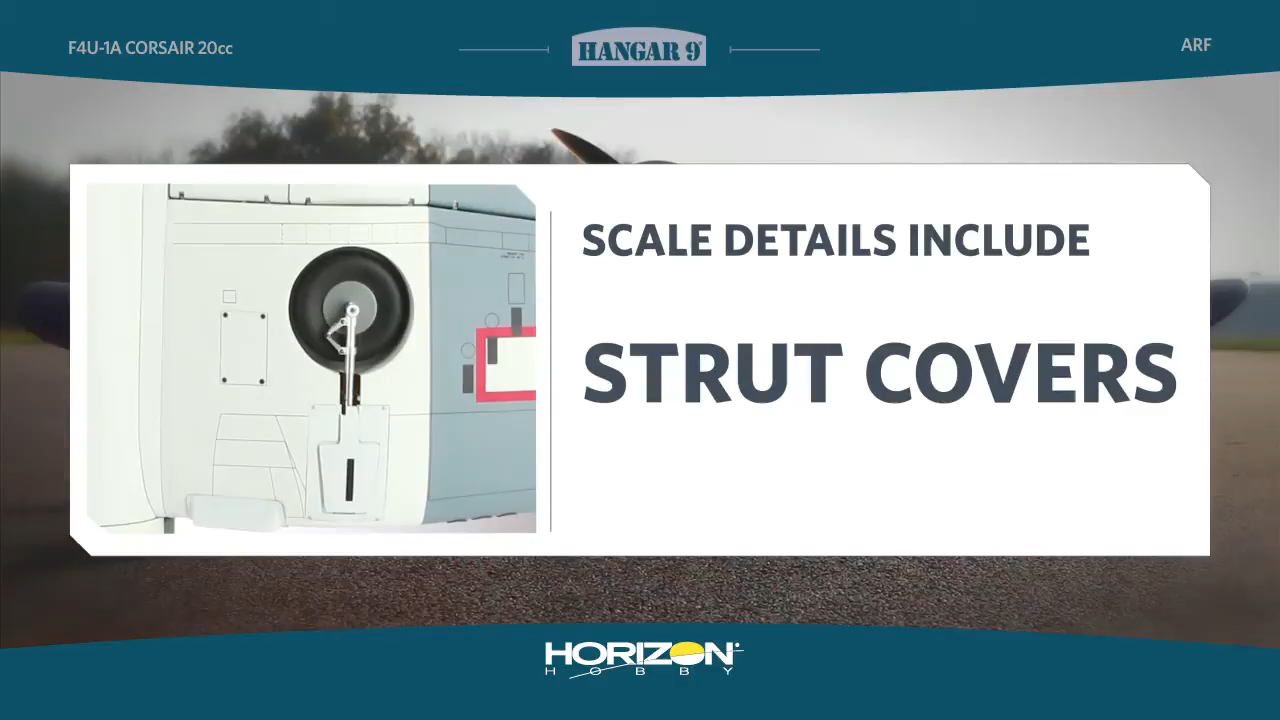 F4U-1A CORSAIR 20cc
HANGAR 9®
ARF
SCALE DETAILS INCLUDE
STRUT COVERS
HORIZON
HOBBY